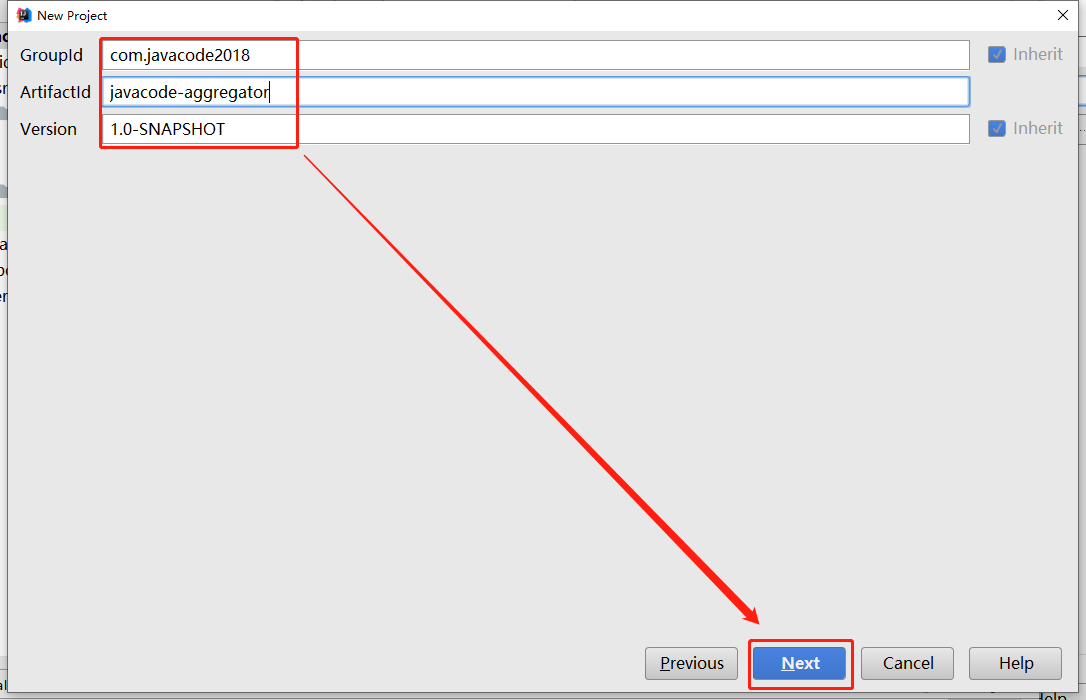 New Project
GroupId com.javacode2018 Inherit
ArtifactId javacode-aggregator
Version 1.0-SNAPSHOT Inherit
Previous Next Cancel Help